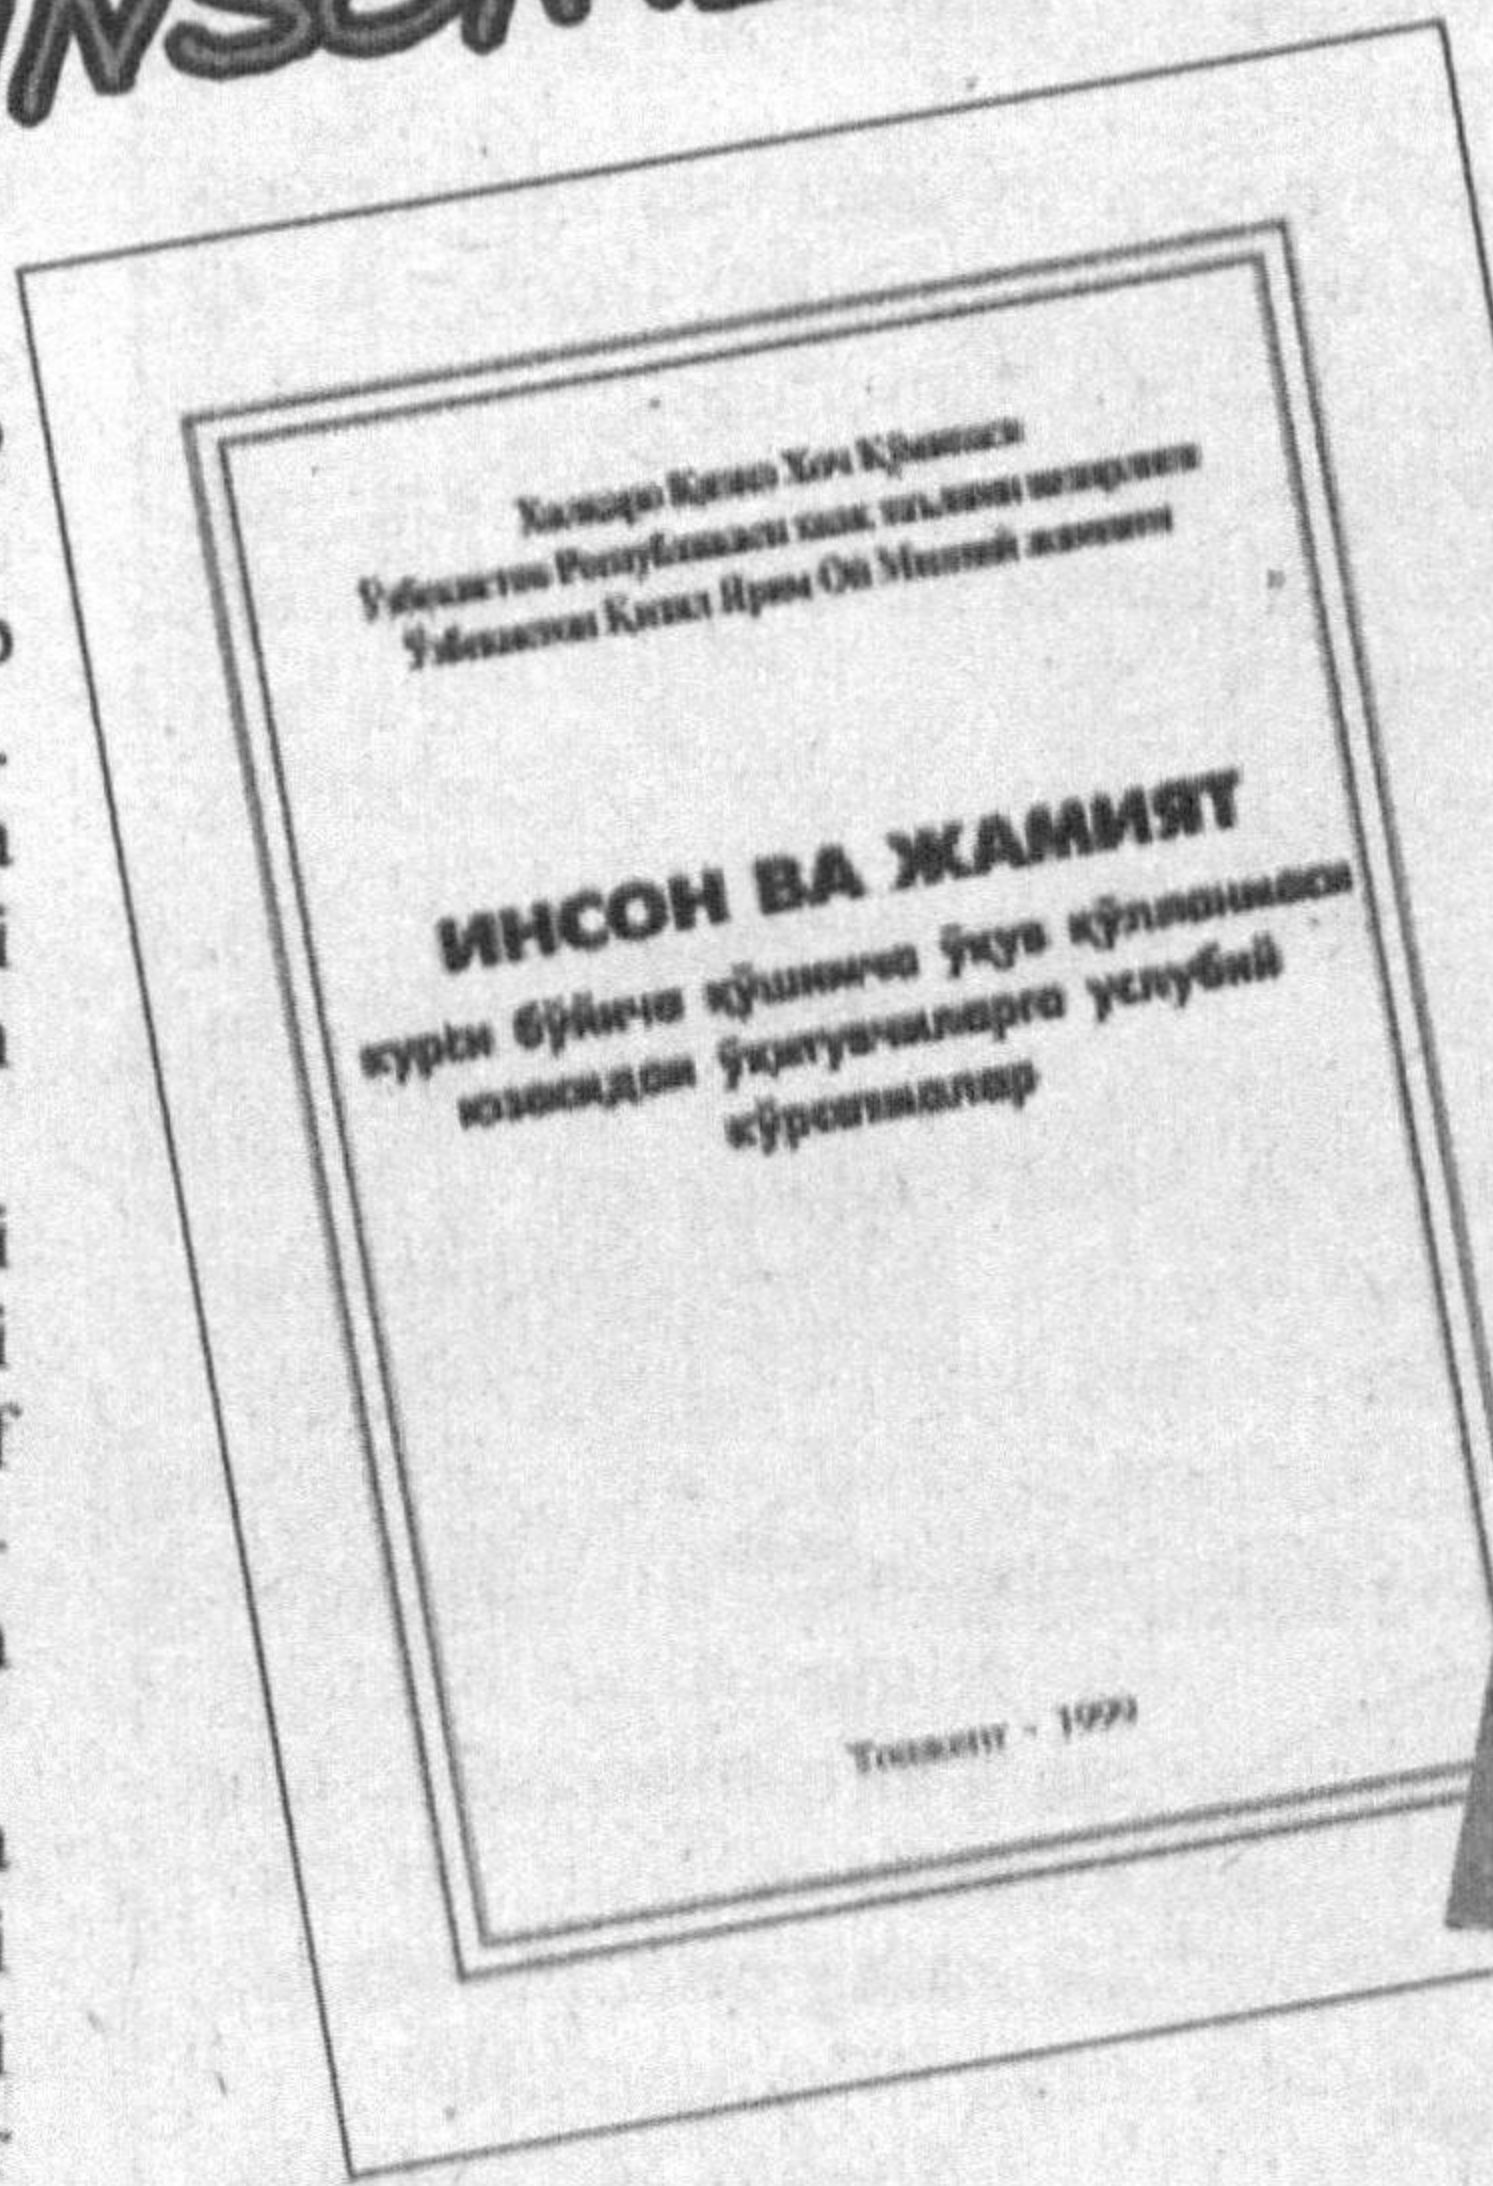 Халқаро Қизил Хоч Қўмитаси
Ўзбекистон Республикаси халқ таълими вазирлиги
Ўзбекистон Қизил Ярим Ой Миллий жамияти
ИНСОН ВА ЖАМИЯТ
курси бўйича қўшимча ўқув қўлланмаси
юзасидан ўқитувчиларга услубий
кўрсатмалар
Тошкент - 1999